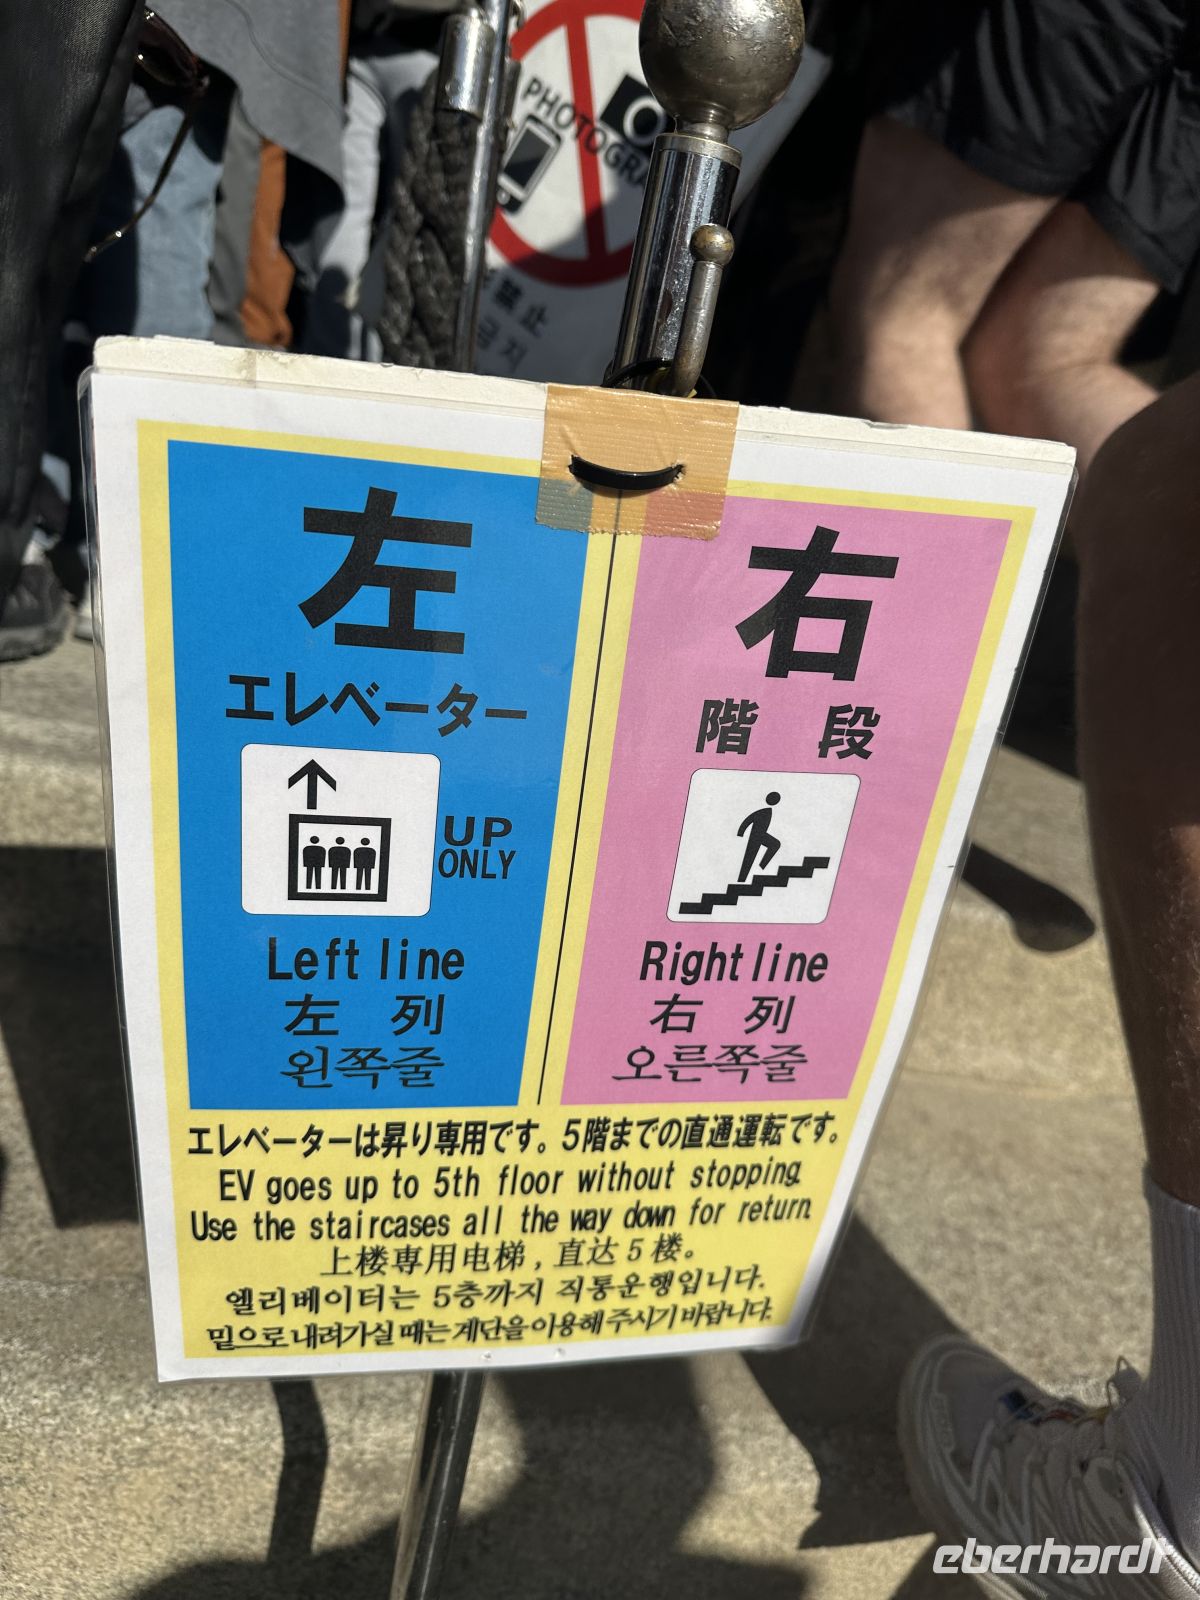 PHOTOGRA
禁止
금지
左
エレベーター
UP
ONLY
Left line
左 列
왼쪽줄
右
階 段
Right line
右 列
오른쪽줄
エレベーターは昇り専用です。5階までの直通運転です。
EV goes up to 5th floor without stopping.
Use the staircases all the way down for return.
上楼専用电梯，直达5楼。
엘리베이터는 5층까지 직통운행입니다.
밑으로내려가실때는계단을이용해주시기바랍니다.
eberhardt